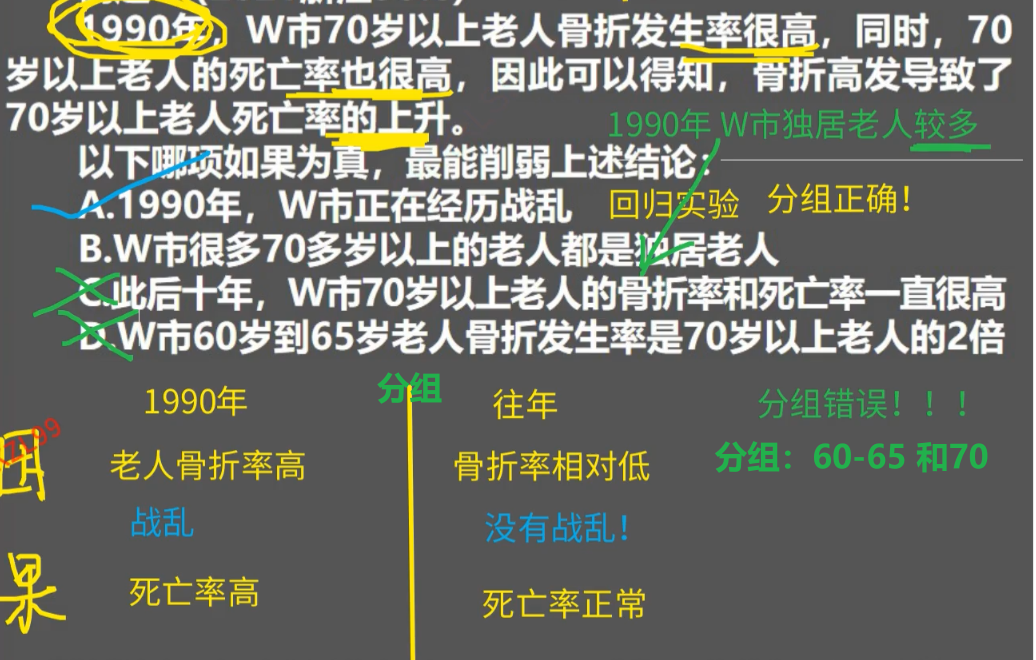 1990年，W市70岁以上老人骨折发生率很高，同时，70
岁以上老人的死亡率也很高，因此可以得知，骨折高发导致了
70岁以上老人死亡率的上升。
1990年 W市独居老人较多
以下哪项如果为真，最能削弱上述结论：
A.1990年，W市正在经历战乱
回归实验 分组正确！
B.W市很多70多岁以上的老人都是独居老人
C.此后十年，W市70岁以上老人的骨折率和死亡率一直很高
D.W市60岁到65岁老人骨折发生率是70岁以上老人的2倍
分组
1990年 往年 分组错误！！！
老人骨折率高 骨折率相对低 分组：60-65 和70
因
战乱 没有战乱！
果
死亡率高 死亡率正常